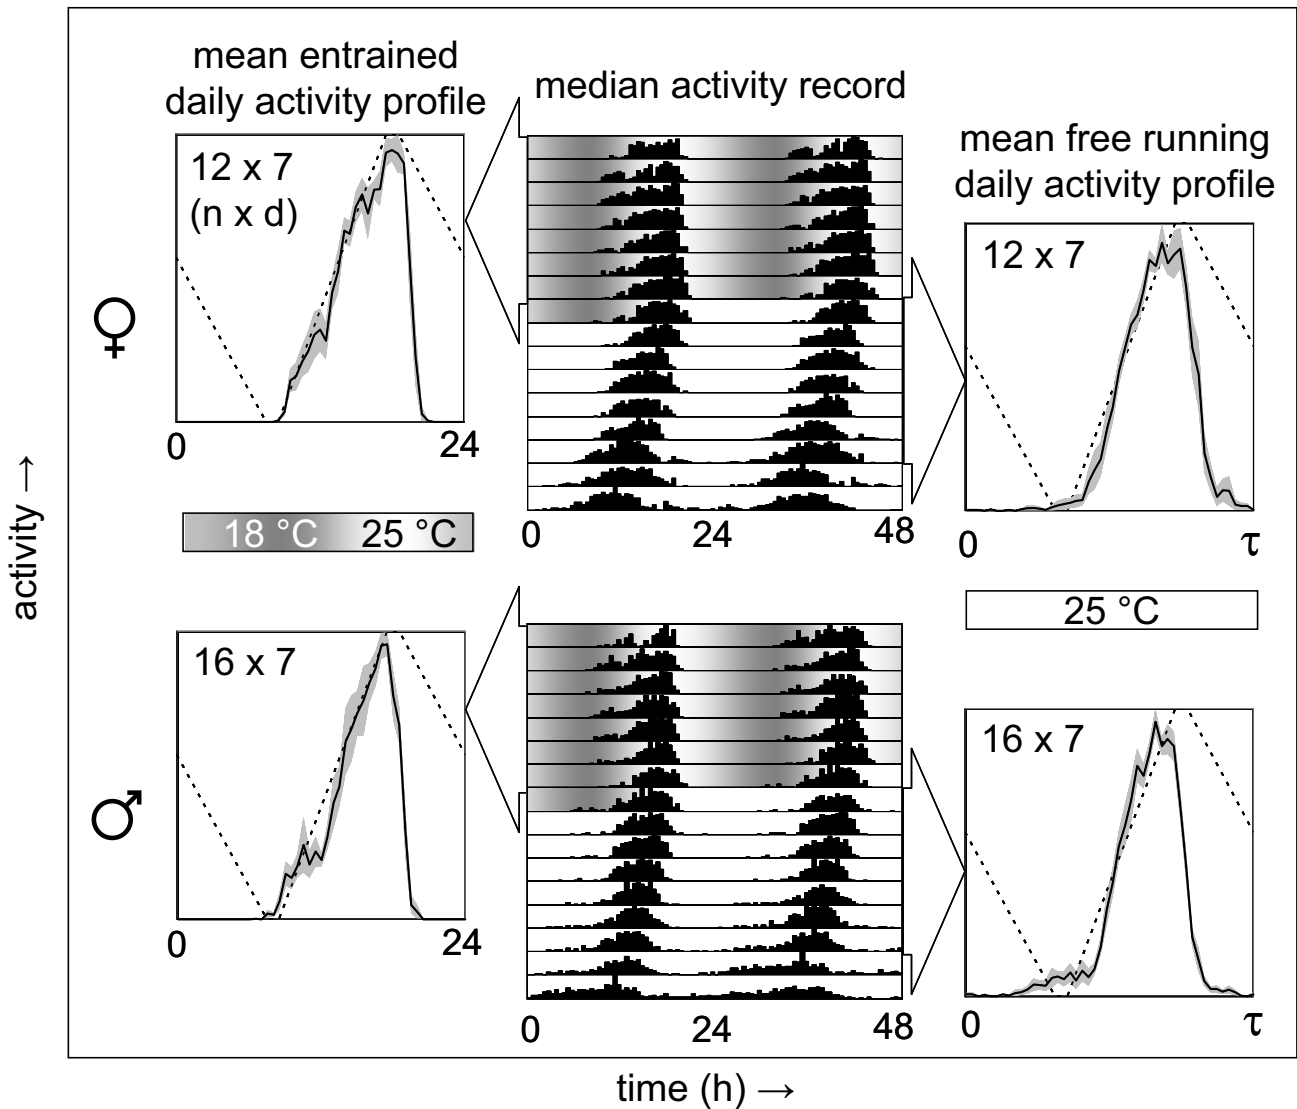 mean entrained
daily activity profile
median activity record
mean free running
daily activity profile
12 x 7
(n x d)
12 x 7
♀
0
24
0
24
48
0
τ
18 °C
25 °C
25 °C
activity →
16 x 7
16 x 7
♂
0
24
0
24
48
0
τ
time (h) →